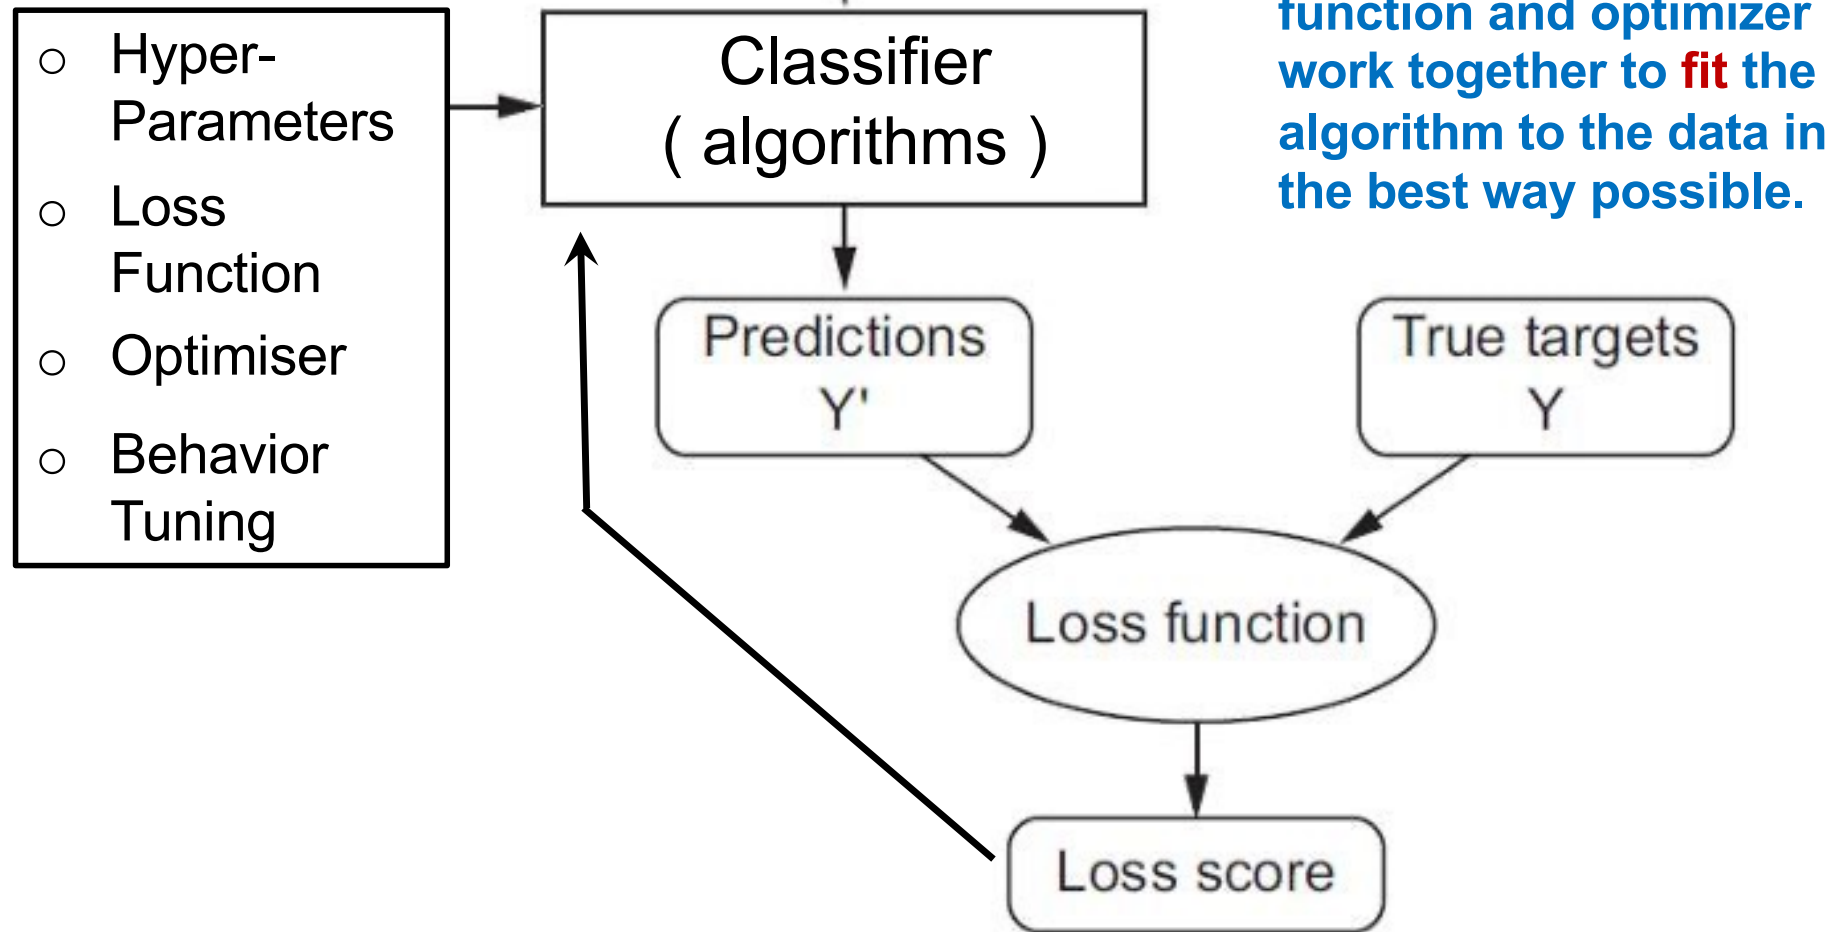 ○ Hyper-
Parameters
○ Loss
Function
○ Optimiser
○ Behavior
Tuning
Classifier
( algorithms )
function and optimizer
work together to fit the
algorithm to the data in
the best way possible.
Predictions
Y'
True targets
Y
Loss function
Loss score